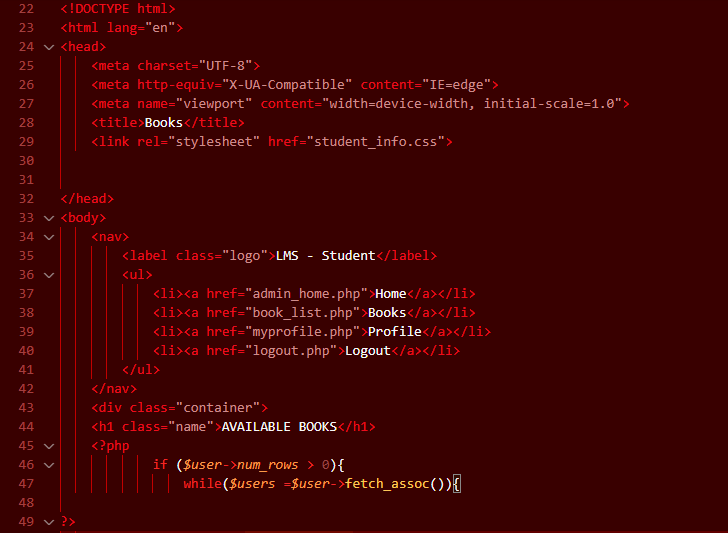 22 <!DOCTYPE html>
23 <html lang="en">
24 <head>
25 <meta charset="UTF-8">
26 <meta http-equiv="X-UA-Compatible" content="IE=edge">
27 <meta name="viewport" content="width=device-width, initial-scale=1.0">
28 <title>Books</title>
29 <link rel="stylesheet" href="student_info.css">
30
31
32 </head>
33 <body>
34 <nav>
35 <label class="logo">LMS - Student</label>
36 <ul>
37 <li><a href="admin_home.php">Home</a></li>
38 <li><a href="book_list.php">Books</a></li>
39 <li><a href="myprofile.php">Profile</a></li>
40 <li><a href="logout.php">Logout</a></li>
41 </ul>
42 </nav>
43 <div class="container">
44 <h1 class="name">AVAILABLE BOOKS</h1>
45 <?php
46 if ($user->num_rows > 0){
47 while($users =$user->fetch_assoc()){
48
49 ?>